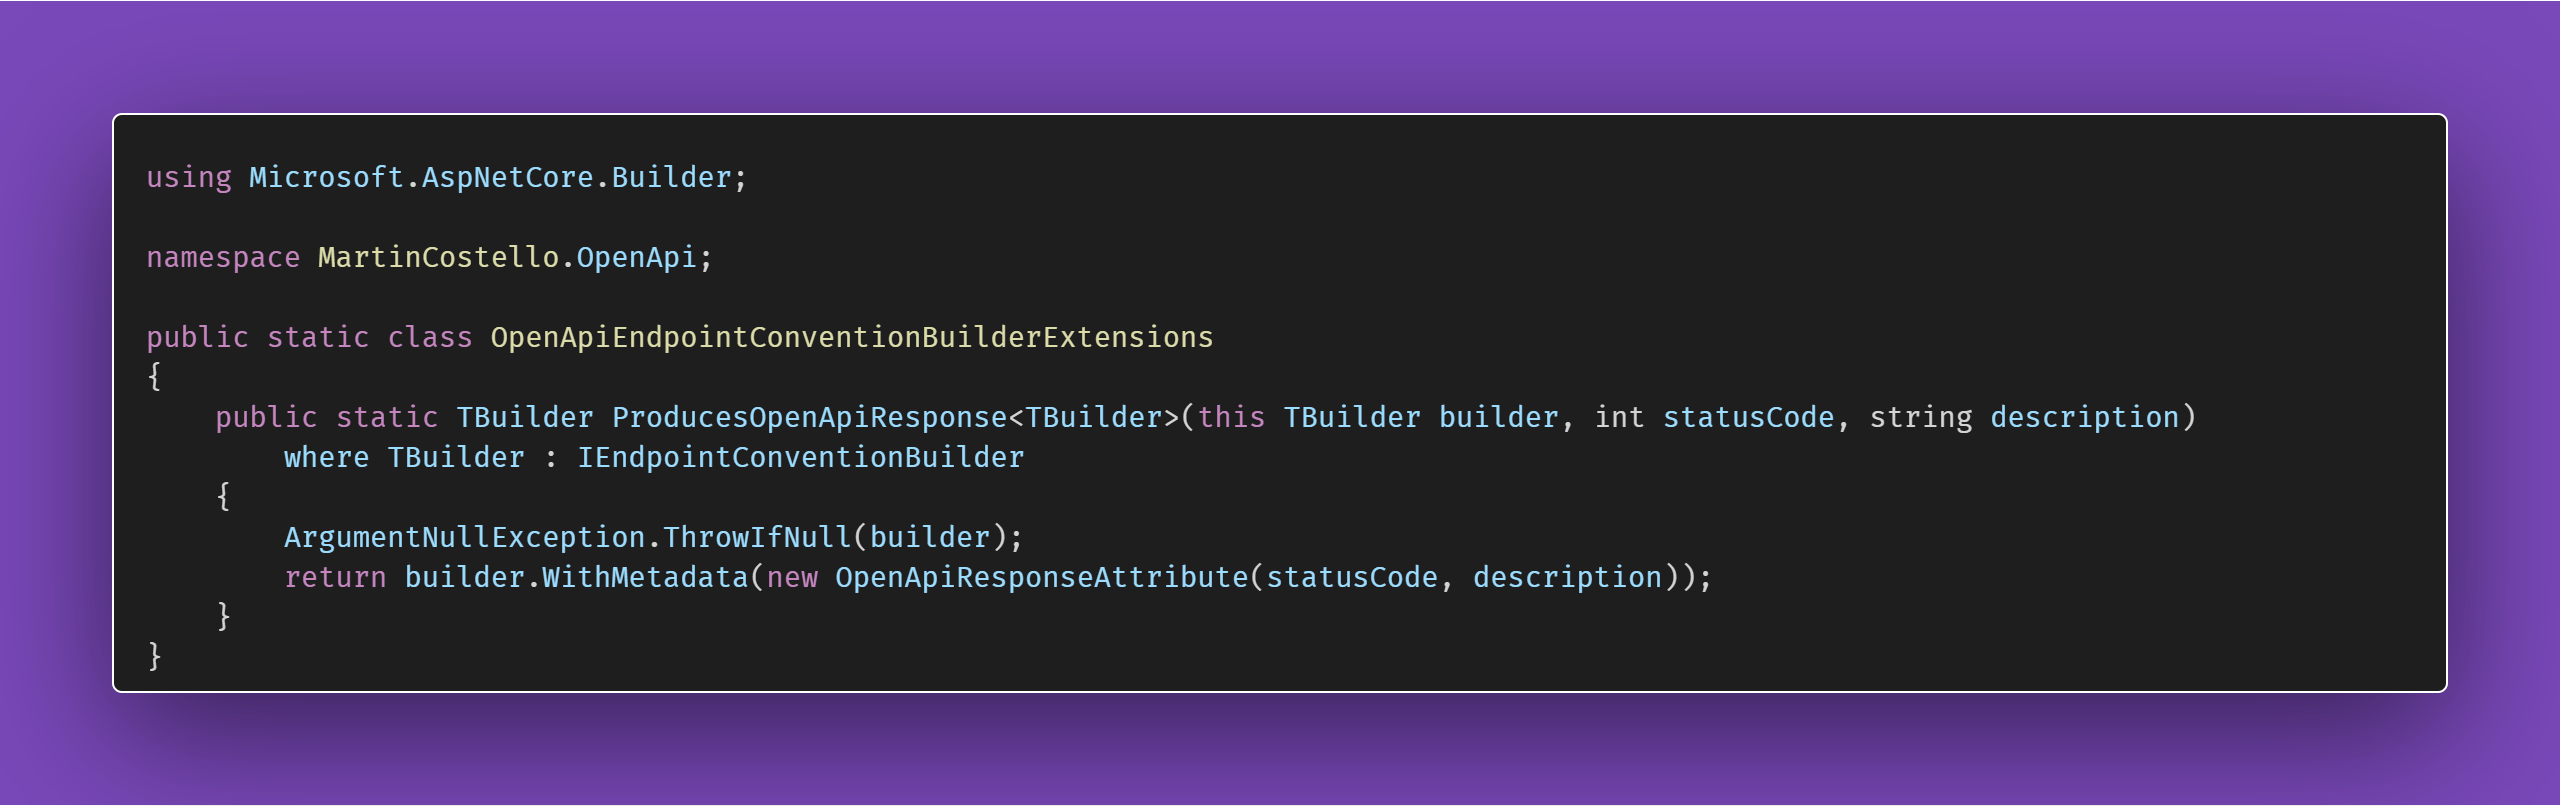 using Microsoft.AspNetCore.Builder;
namespace MartinCostello.OpenApi;
public static class OpenApiEndpointConventionBuilderExtensions
{
    public static TBuilder ProducesOpenApiResponse<TBuilder>(this TBuilder builder, int statusCode, string description)
        where TBuilder : IEndpointConventionBuilder
    {
        ArgumentNullException.ThrowIfNull(builder);
        return builder.WithMetadata(new OpenApiResponseAttribute(statusCode, description));
    }
}